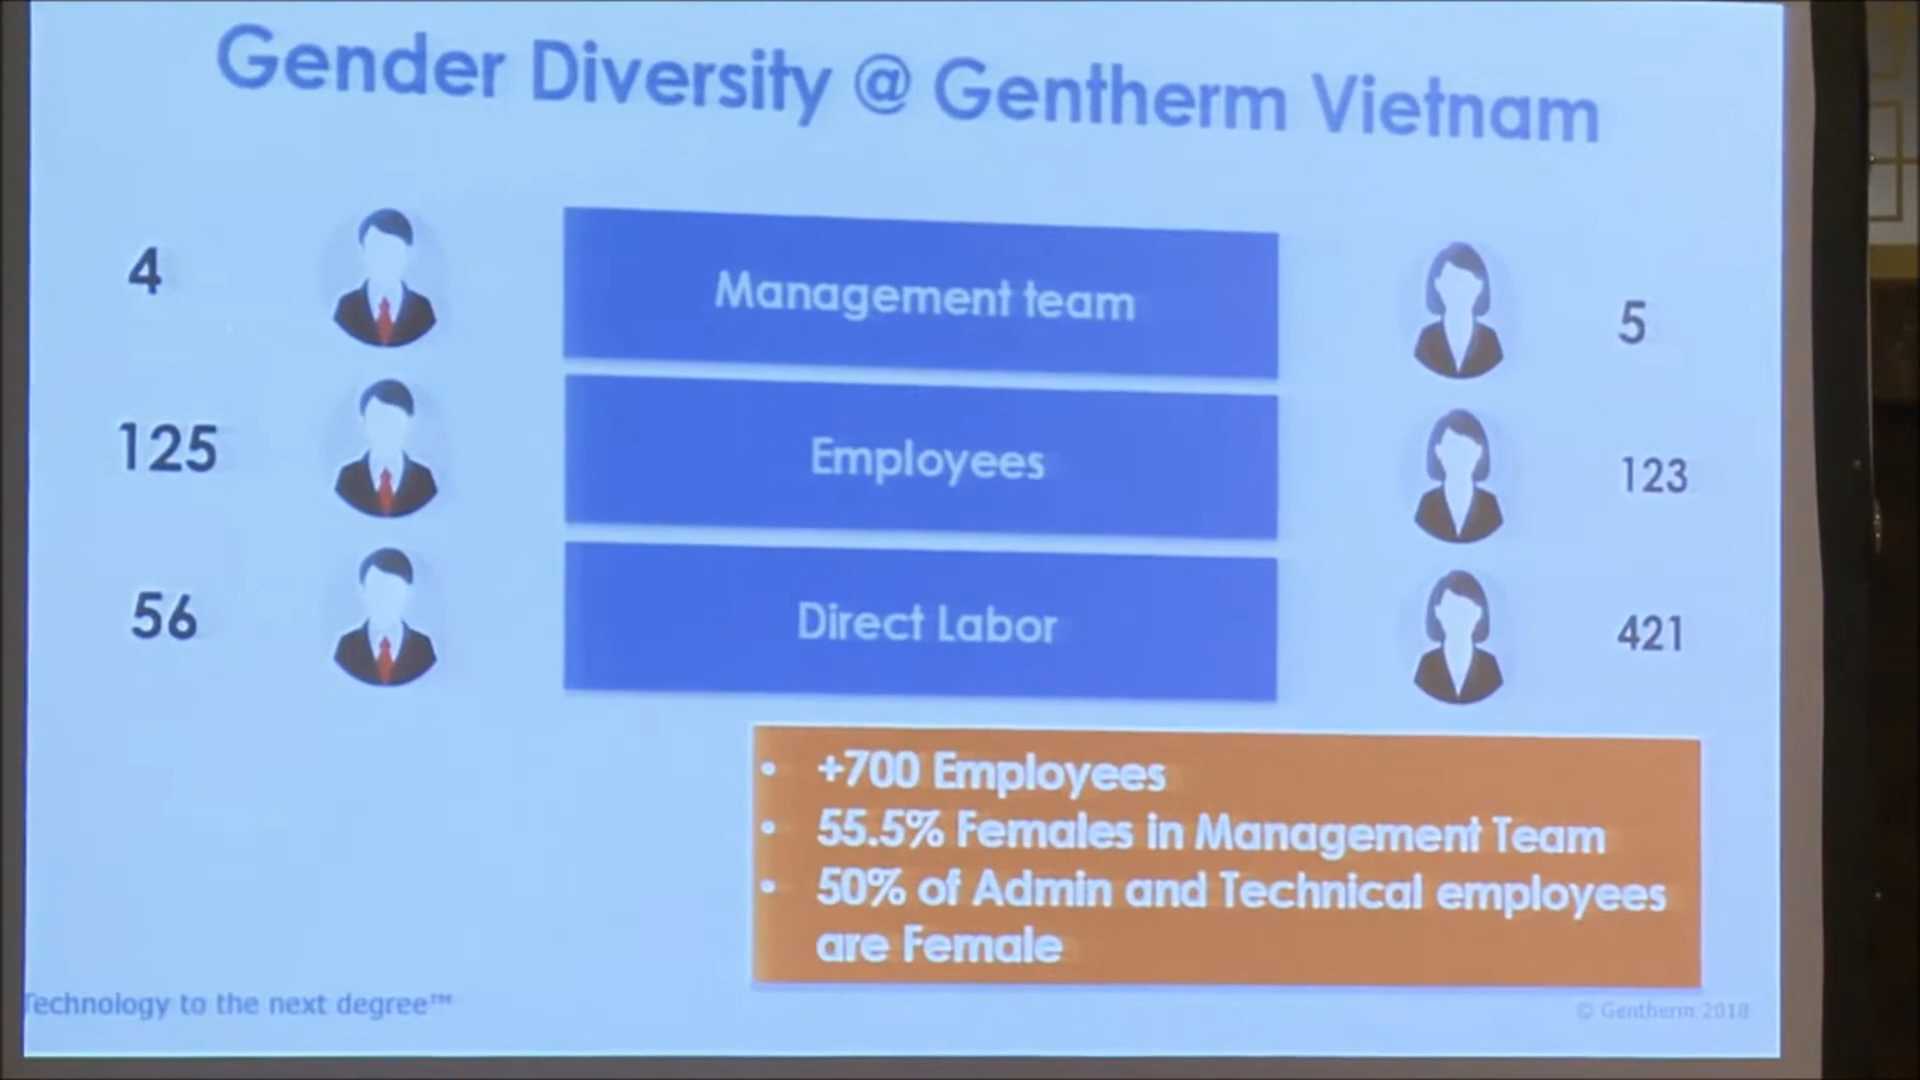 Gender Diversity @ Gentherm Vietnam
4 Management team 5
125 Employees 123
56 Direct Labor 421
• +700 Employees
• 55.5% Females in Management Team
• 50% of Admin and Technical employees
are Female
Technology to the next degree™
© Gentherm 2018